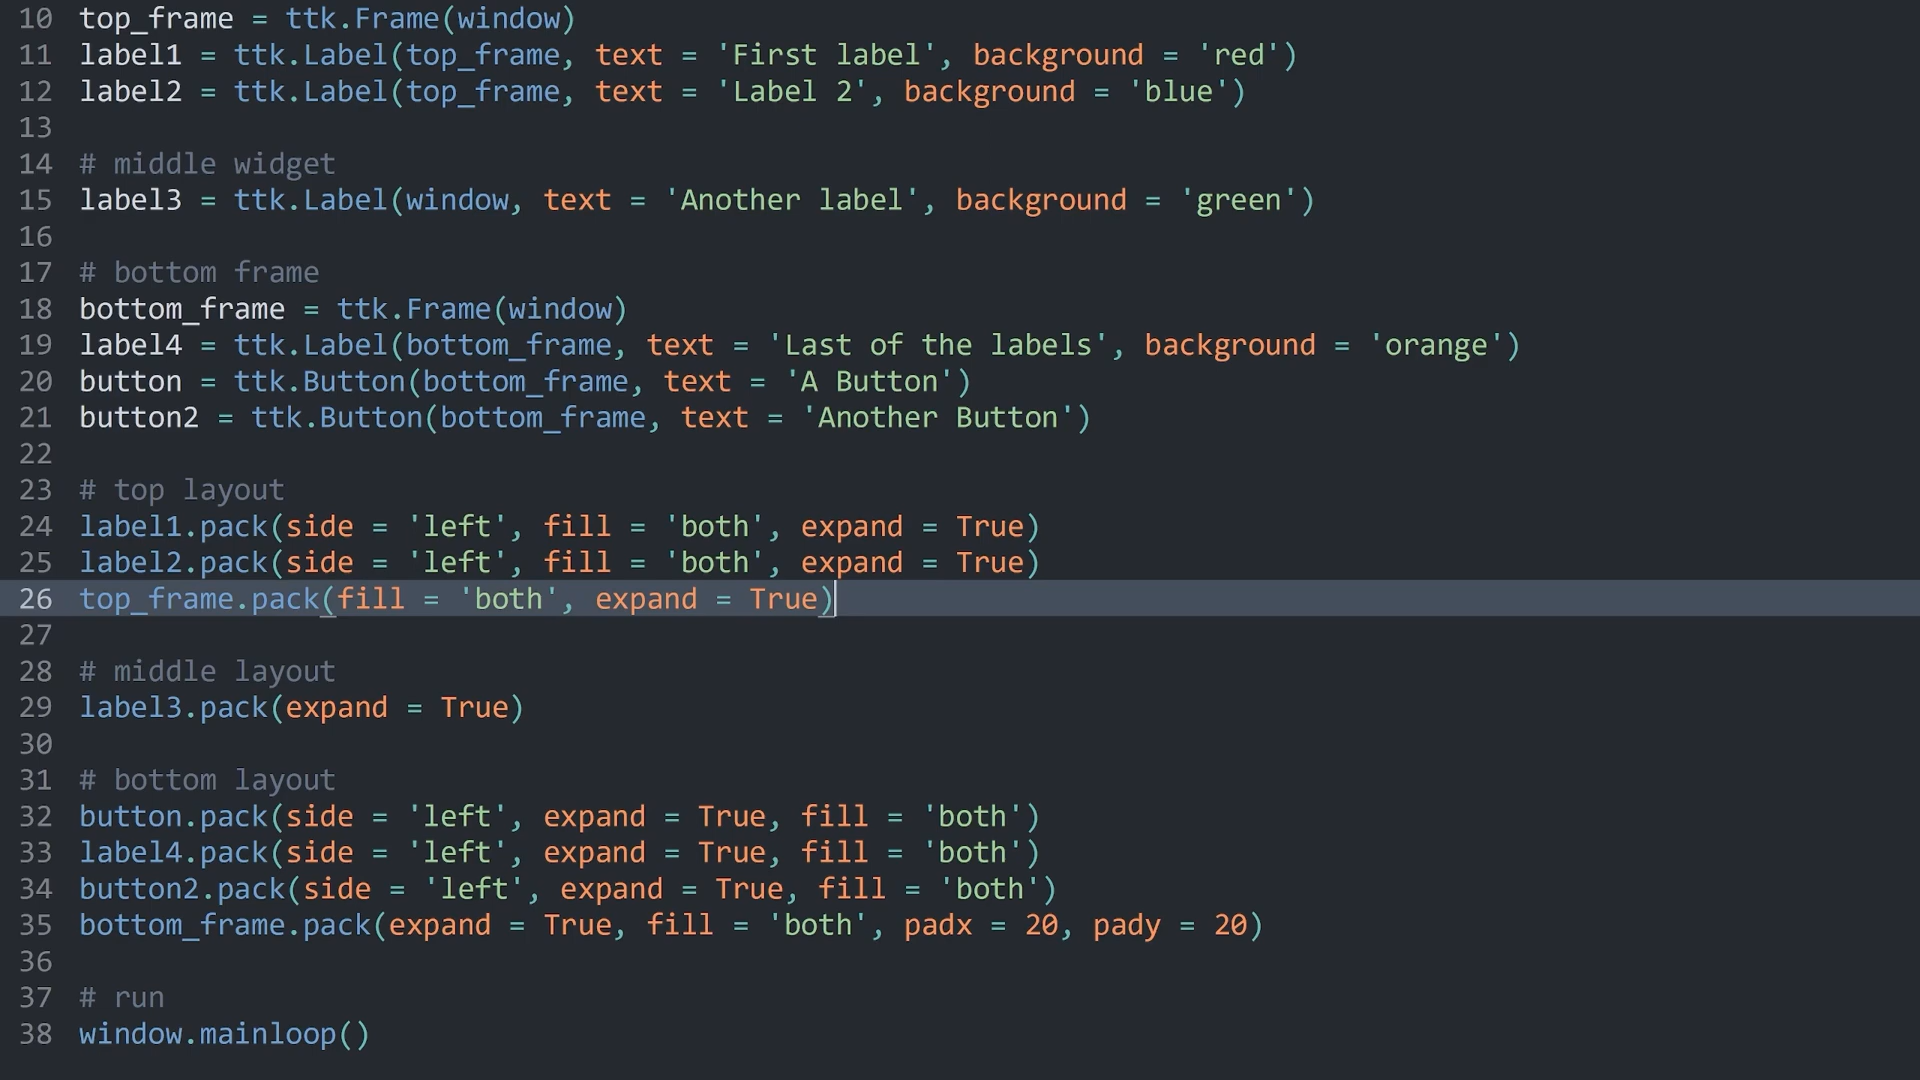 10 top_frame = ttk.Frame(window)
11 label1 = ttk.Label(top_frame, text = 'First label', background = 'red')
12 label2 = ttk.Label(top_frame, text = 'Label 2', background = 'blue')
13
14 # middle widget
15 label3 = ttk.Label(window, text = 'Another label', background = 'green')
16
17 # bottom frame
18 bottom_frame = ttk.Frame(window)
19 label4 = ttk.Label(bottom_frame, text = 'Last of the labels', background = 'orange')
20 button = ttk.Button(bottom_frame, text = 'A Button')
21 button2 = ttk.Button(bottom_frame, text = 'Another Button')
22
23 # top layout
24 label1.pack(side = 'left', fill = 'both', expand = True)
25 label2.pack(side = 'left', fill = 'both', expand = True)
26 top_frame.pack(fill = 'both', expand = True)
27
28 # middle layout
29 label3.pack(expand = True)
30
31 # bottom layout
32 button.pack(side = 'left', expand = True, fill = 'both')
33 label4.pack(side = 'left', expand = True, fill = 'both')
34 button2.pack(side = 'left', expand = True, fill = 'both')
35 bottom_frame.pack(expand = True, fill = 'both', padx = 20, pady = 20)
36
37 # run
38 window.mainloop()